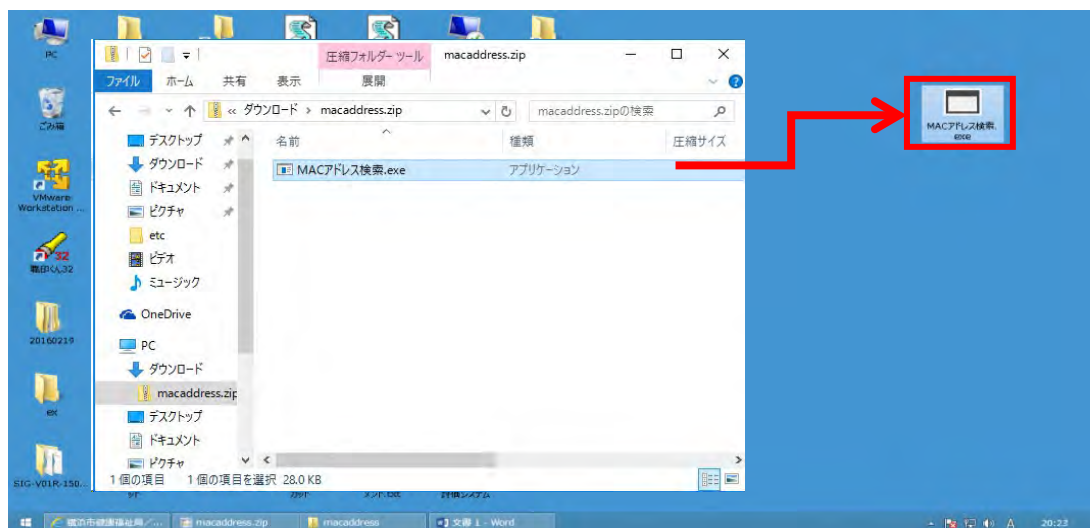 PC
ごみ箱
VMware
Workstation ...
職印くん32
20160219
ex
SIG-V01R-150...
圧縮フォルダー ツール
macaddress.zip
ファイル
ホーム
共有
表示
展開
« ダウンロード › macaddress.zip
macaddress.zipの検索
デスクトップ
ダウンロード
ドキュメント
ピクチャ
etc
ビデオ
ミュージック
OneDrive
PC
ダウンロード
macaddress.zip
デスクトップ
ドキュメント
ピクチャ
名前
種類
圧縮サイズ
MACアドレス検索.exe
アプリケーション
1 個の項目
1 個の項目を選択 28.0 KB
MACアドレス検索.
exe
横浜市健康福祉局/...
macaddress.zip
macaddress
文書 1 - Word
A
20:23